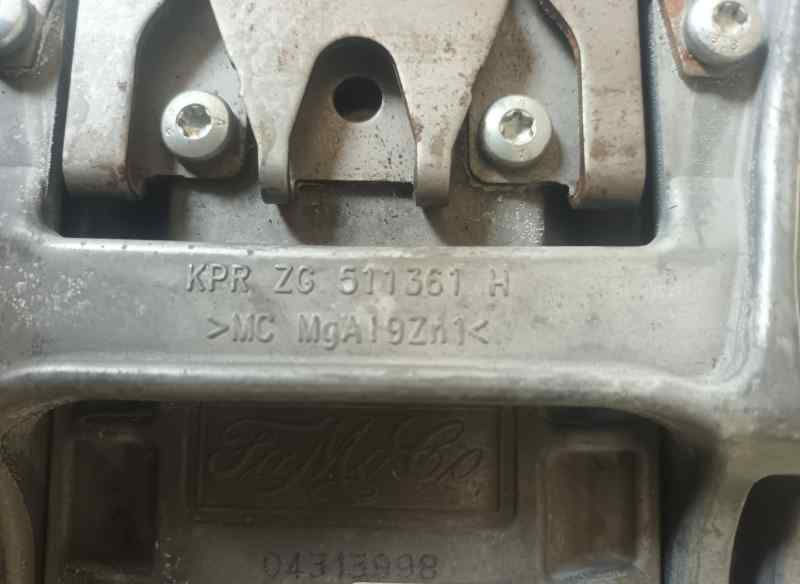 KPR ZG 511361 H
>MC MgAl9Zn1<
FoMoCo
04313998